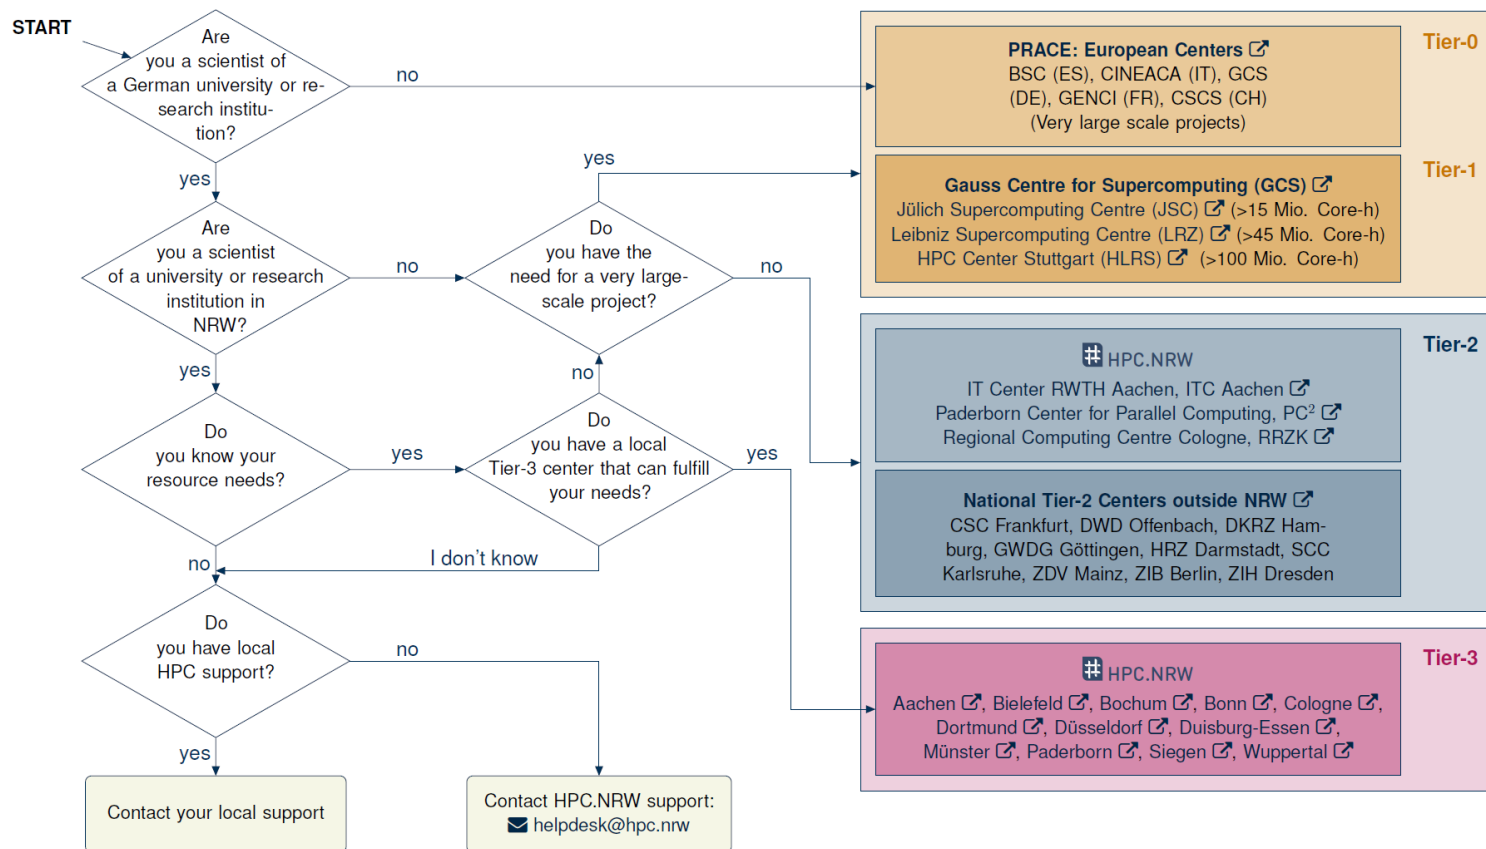 START
Are
you a scientist of
a German university or re-
search institu-
tion?
no
yes
Are
you a scientist
of a university or research
institution in
NRW?
no
yes
Do
you have the
need for a very large-
scale project?
yes
no
Do
you know your
resource needs?
yes
no
Do
you have a local
Tier-3 center that can fulfill
your needs?
no
yes
I don't know
Do
you have local
HPC support?
no
yes
Contact your local support
Contact HPC.NRW support:
helpdesk@hpc.nrw
Tier-0
PRACE: European Centers
BSC (ES), CINEACA (IT), GCS
(DE), GENCI (FR), CSCS (CH)
(Very large scale projects)
Tier-1
Gauss Centre for Supercomputing (GCS)
Jülich Supercomputing Centre (JSC) (>15 Mio. Core-h)
Leibniz Supercomputing Centre (LRZ) (>45 Mio. Core-h)
HPC Center Stuttgart (HLRS) (>100 Mio. Core-h)
Tier-2
# HPC.NRW
IT Center RWTH Aachen, ITC Aachen
Paderborn Center for Parallel Computing, PC²
Regional Computing Centre Cologne, RRZK
National Tier-2 Centers outside NRW
CSC Frankfurt, DWD Offenbach, DKRZ Ham-
burg, GWDG Göttingen, HRZ Darmstadt, SCC
Karlsruhe, ZDV Mainz, ZIB Berlin, ZIH Dresden
Tier-3
# HPC.NRW
Aachen, Bielefeld, Bochum, Bonn, Cologne,
Dortmund, Düsseldorf, Duisburg-Essen,
Münster, Paderborn, Siegen, Wuppertal